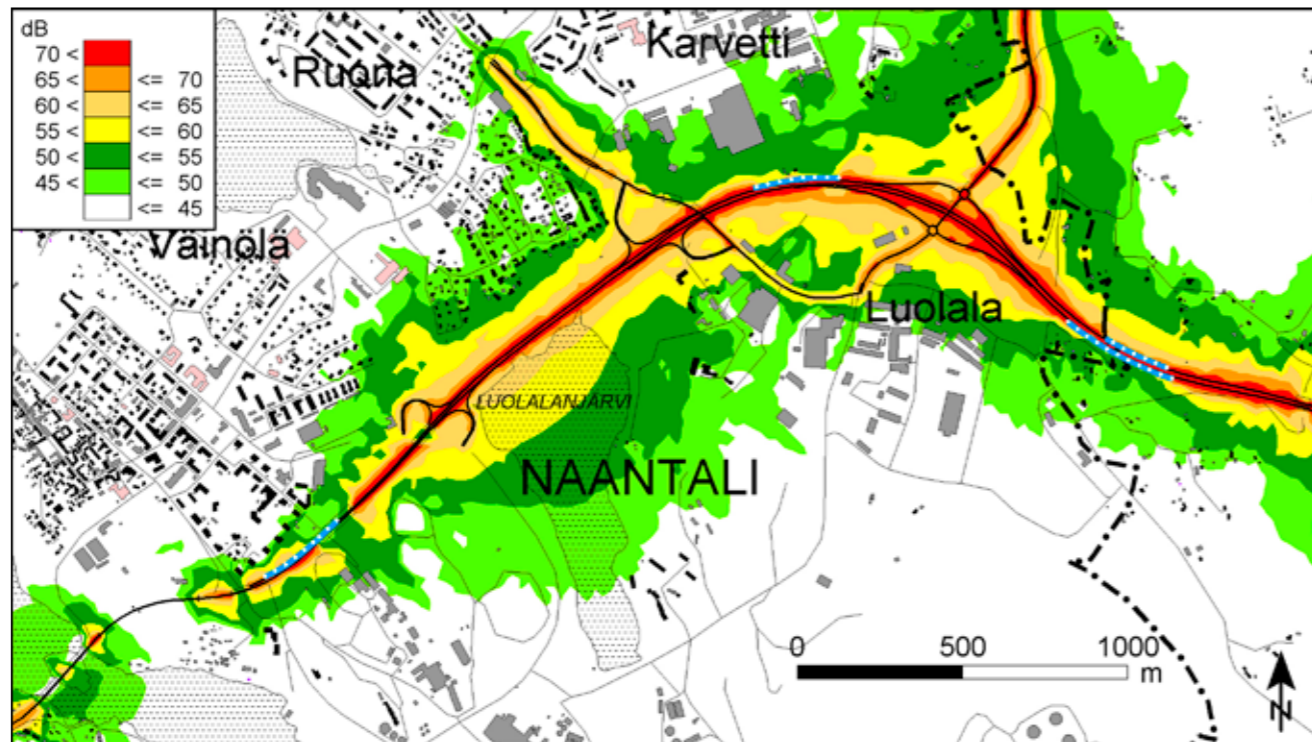 dB
70 <
65 < <= 70
60 < <= 65
55 < <= 60
50 < <= 55
45 < <= 50
<= 45
Karvetti
Ruona
Väinölä
Luolala
LUOLALANJÄRVI
NAANTALI
0 500 1000
m
N